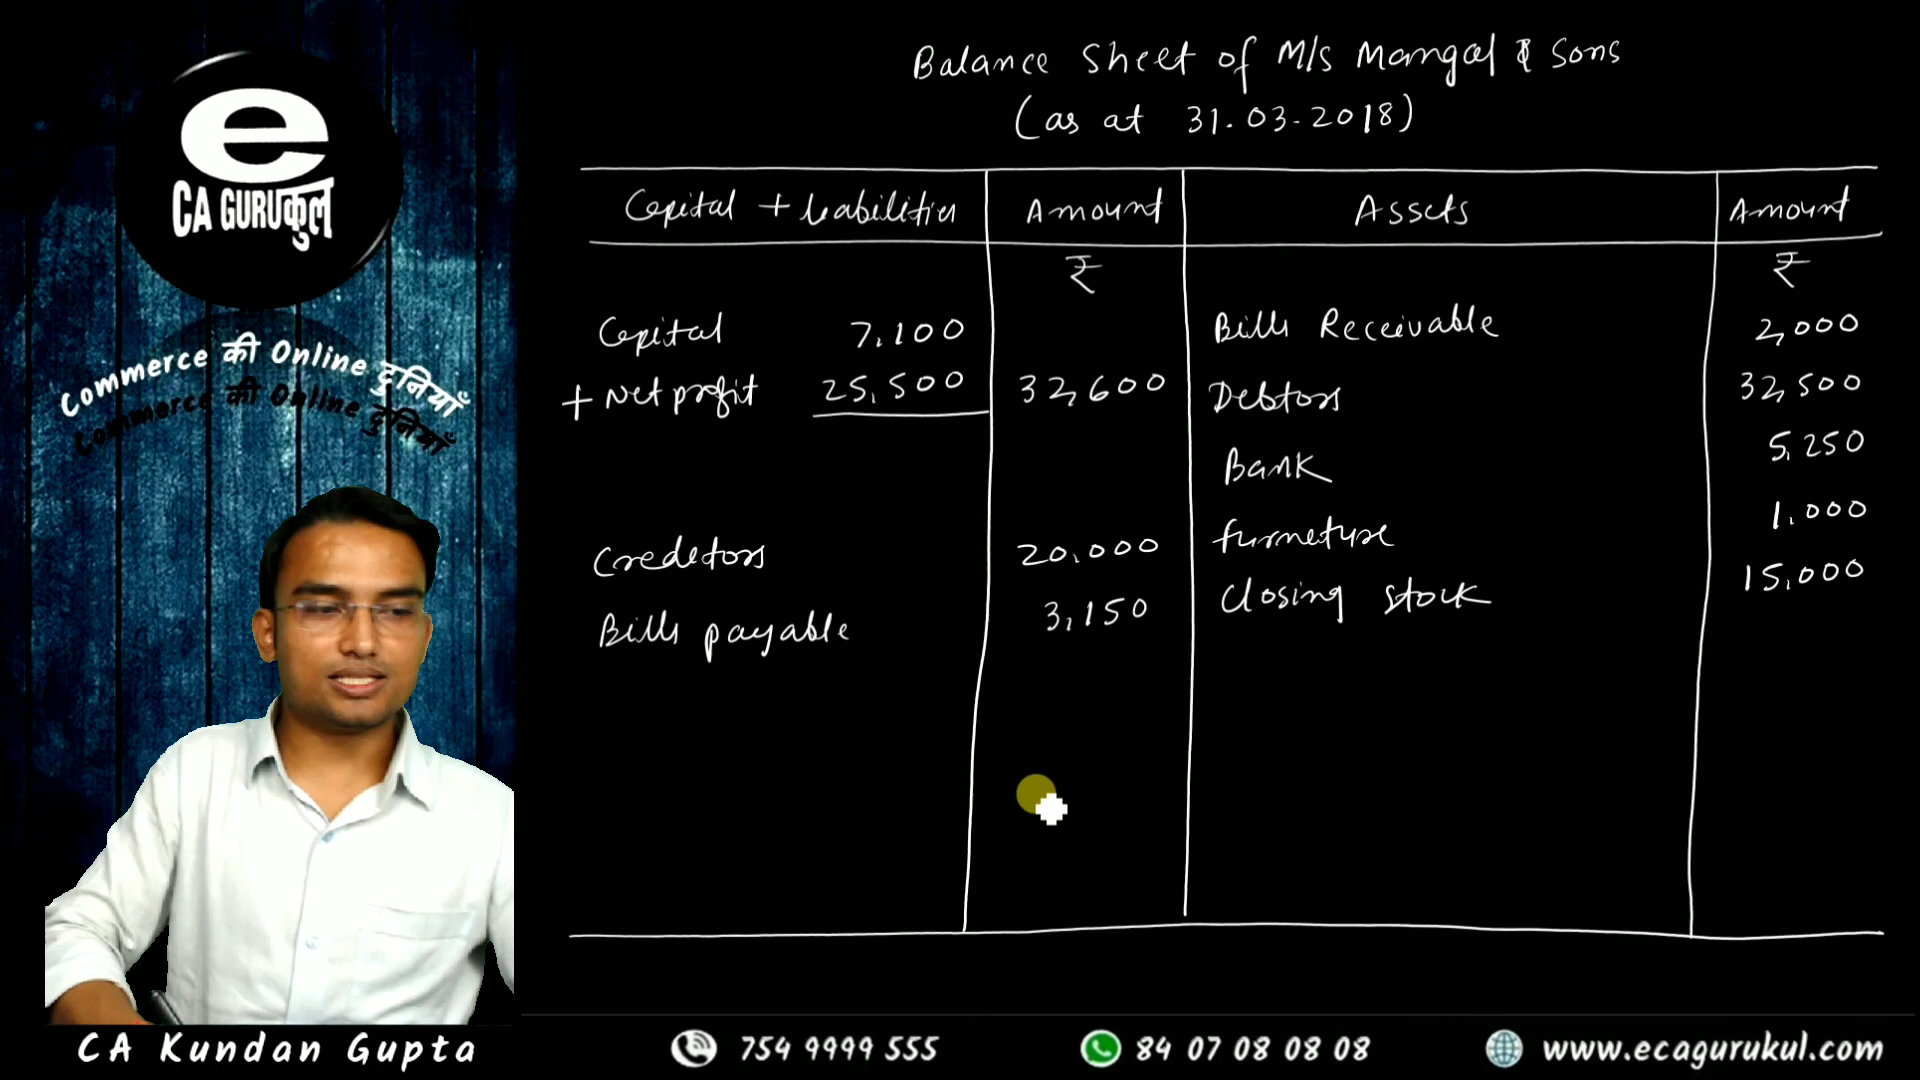 e
CA GURUकुल
Commerce की Online दुनियाँ
Commerce की Online दुनियाँ
CA Kundan Gupta
Balance Sheet of M/s Mangal & Sons
(as at 31.03.2018)
Capital + liabilities Amount Assets Amount
₹ ₹
Capital 7,100 Bills Receivable 2,000
+ Net profit 25,500 32,600 Debtors 32,500
Bank 5,250
Creditors 20,000 furniture 1,000
Bills payable 3,150 Closing stock 15,000
754 9999 555 84 07 08 08 08 www.ecagurukul.com